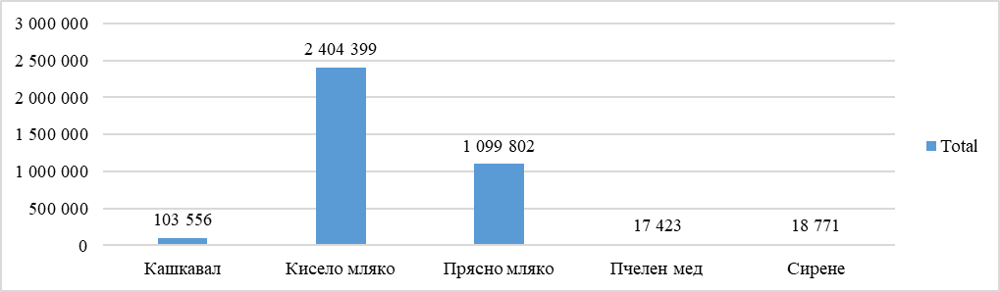 3 000 000
2 500 000
2 000 000
1 500 000
1 000 000
500 000
0
103 556
2 404 399
1 099 802
17 423
18 771
Кашкавал
Кисело мляко
Прясно мляко
Пчелен мед
Сирене
Total